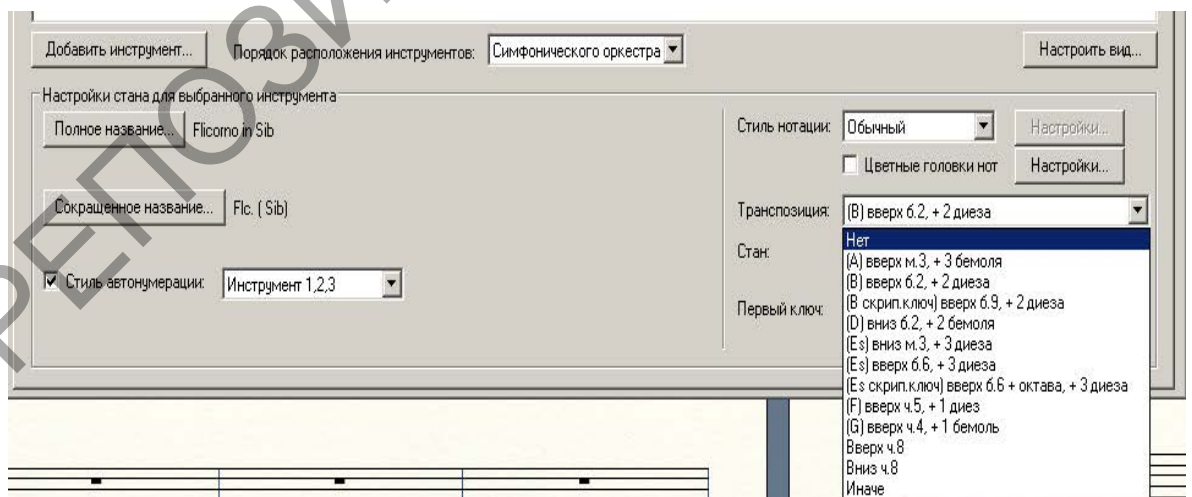 Добавить инструмент...
Порядок расположения инструментов:
Симфонического оркестра
Настроить вид...
Настройки стана для выбранного инструмента
Полное название...
Flicorno in Sib
Сокращенное название...
Flc. ( Sib)
Стиль автонумерации:
Инструмент 1,2,3
Стиль нотации:
Обычный
Настройки...
Цветные головки нот
Настройки...
Транспозиция:
(B) вверх б.2, + 2 диеза
Стан:
Первый ключ:
Нет
(A) вверх м.3, + 3 бемоля
(B) вверх б.2, + 2 диеза
(B скрип.ключ) вверх б.9, + 2 диеза
(D) вниз б.2, + 2 бемоля
(Es) вниз м.3, + 3 диеза
(Es) вверх б.6, + 3 диеза
(Es скрип.ключ) вверх б.6 + октава, + 3 диеза
(F) вверх ч.5, + 1 диез
(G) вверх ч.4, + 1 бемоль
Вверх ч.8
Вниз ч.8
Иначе